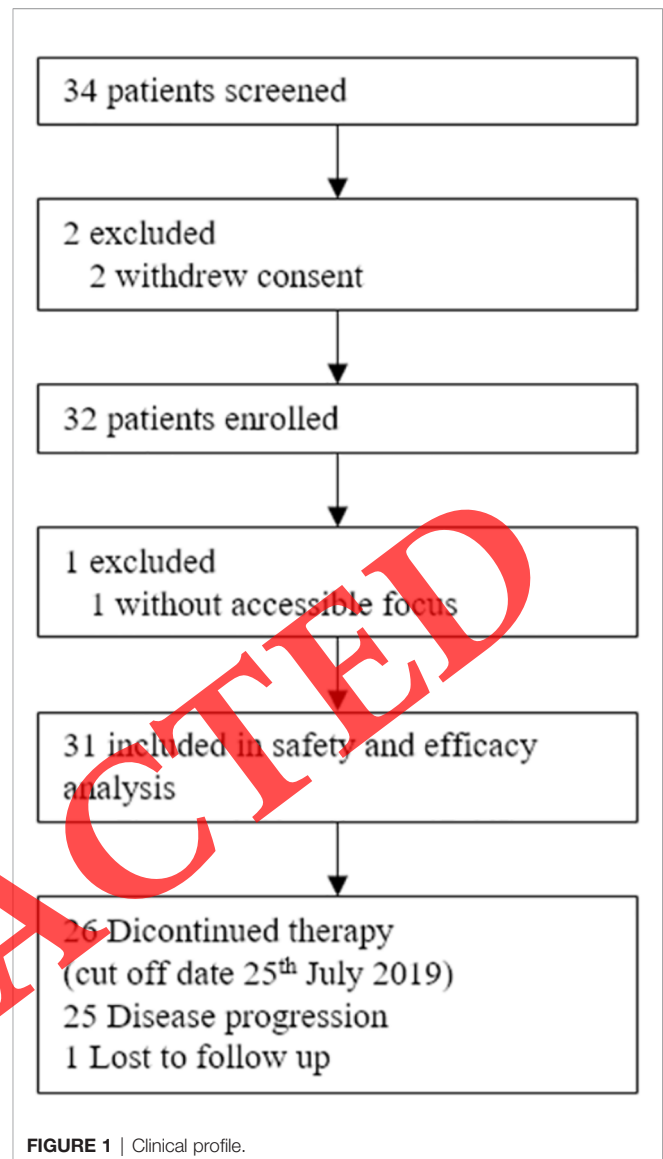 34 patients screened
2 excluded
2 withdrew consent
32 patients enrolled
1 excluded
1 without accessible focus
31 included in safety and efficacy
analysis
26 Dicontinued therapy
(cut off date 25th July 2019)
25 Disease progression
1 Lost to follow up
ACTED
FIGURE 1 | Clinical profile.